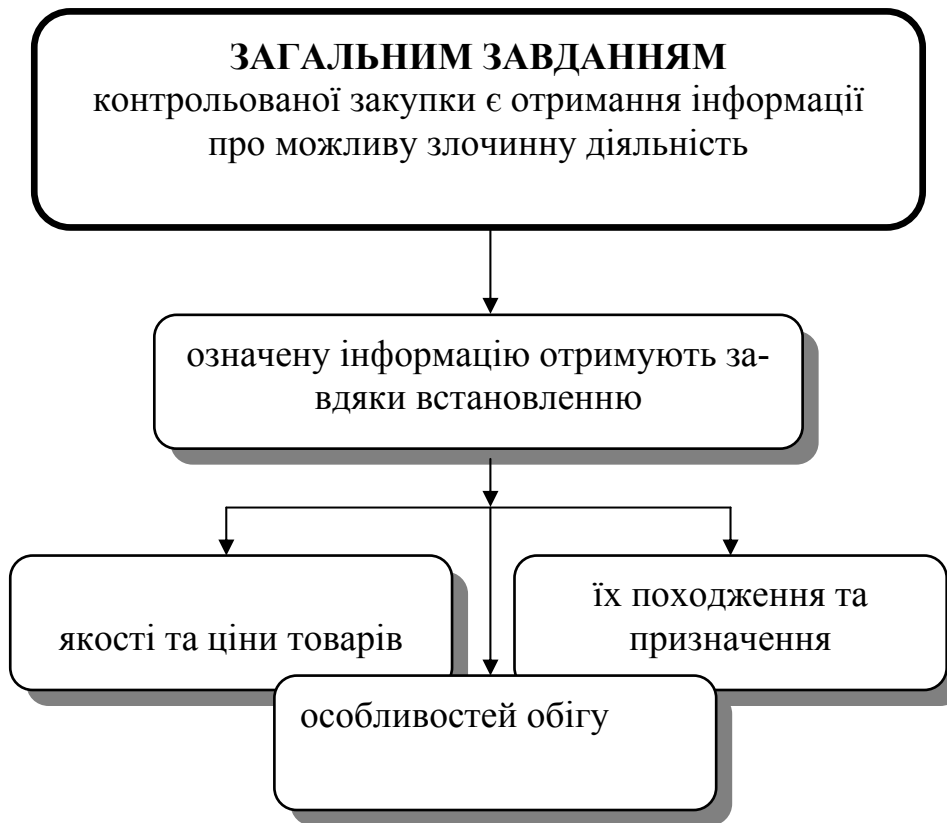 ЗАГАЛЬНИМ ЗАВДАННЯМ
контрольованої закупки є отримання інформації
про можливу злочинну діяльність
означену інформацію отримують за-
вдяки встановленню
якості та ціни товарів
їх походження та
призначення
особливостей обігу